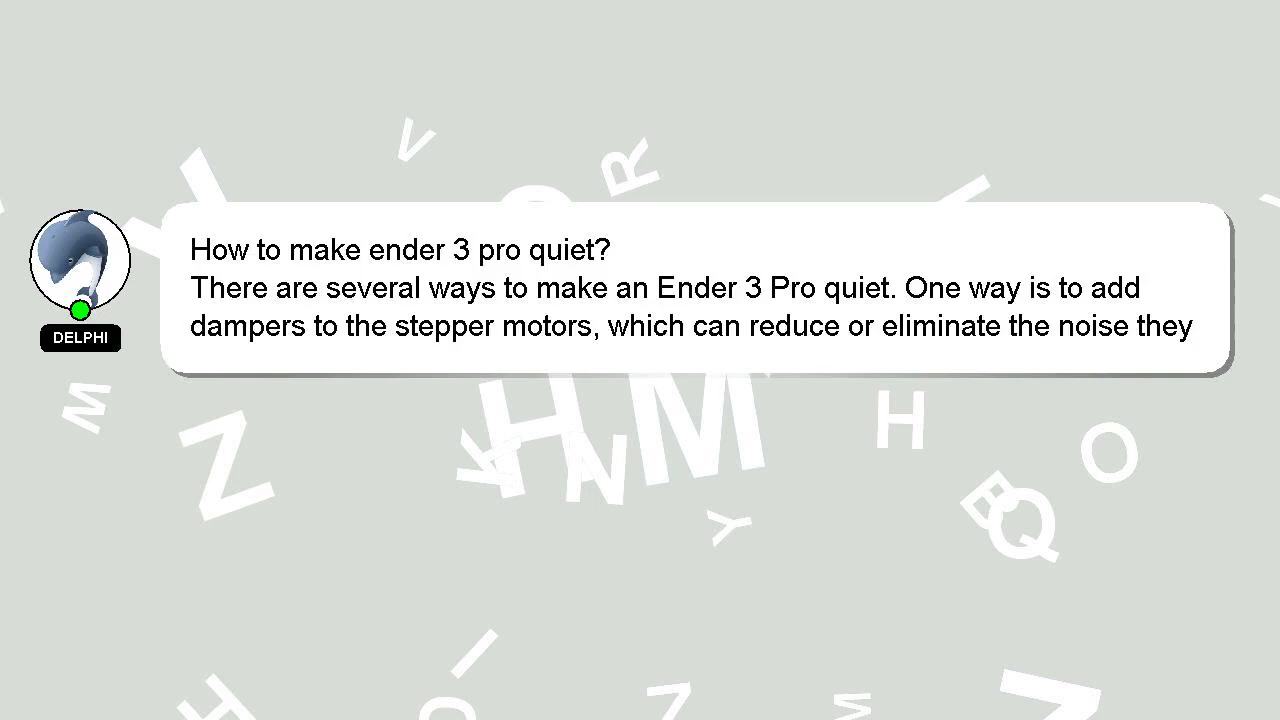 How to make ender 3 pro quiet?
There are several ways to make an Ender 3 Pro quiet. One way is to add
dampers to the stepper motors, which can reduce or eliminate the noise they
DELPHI
V
R
M
Z
H
M
K
N
H
O
B
Q
Y
I
H
Z
M